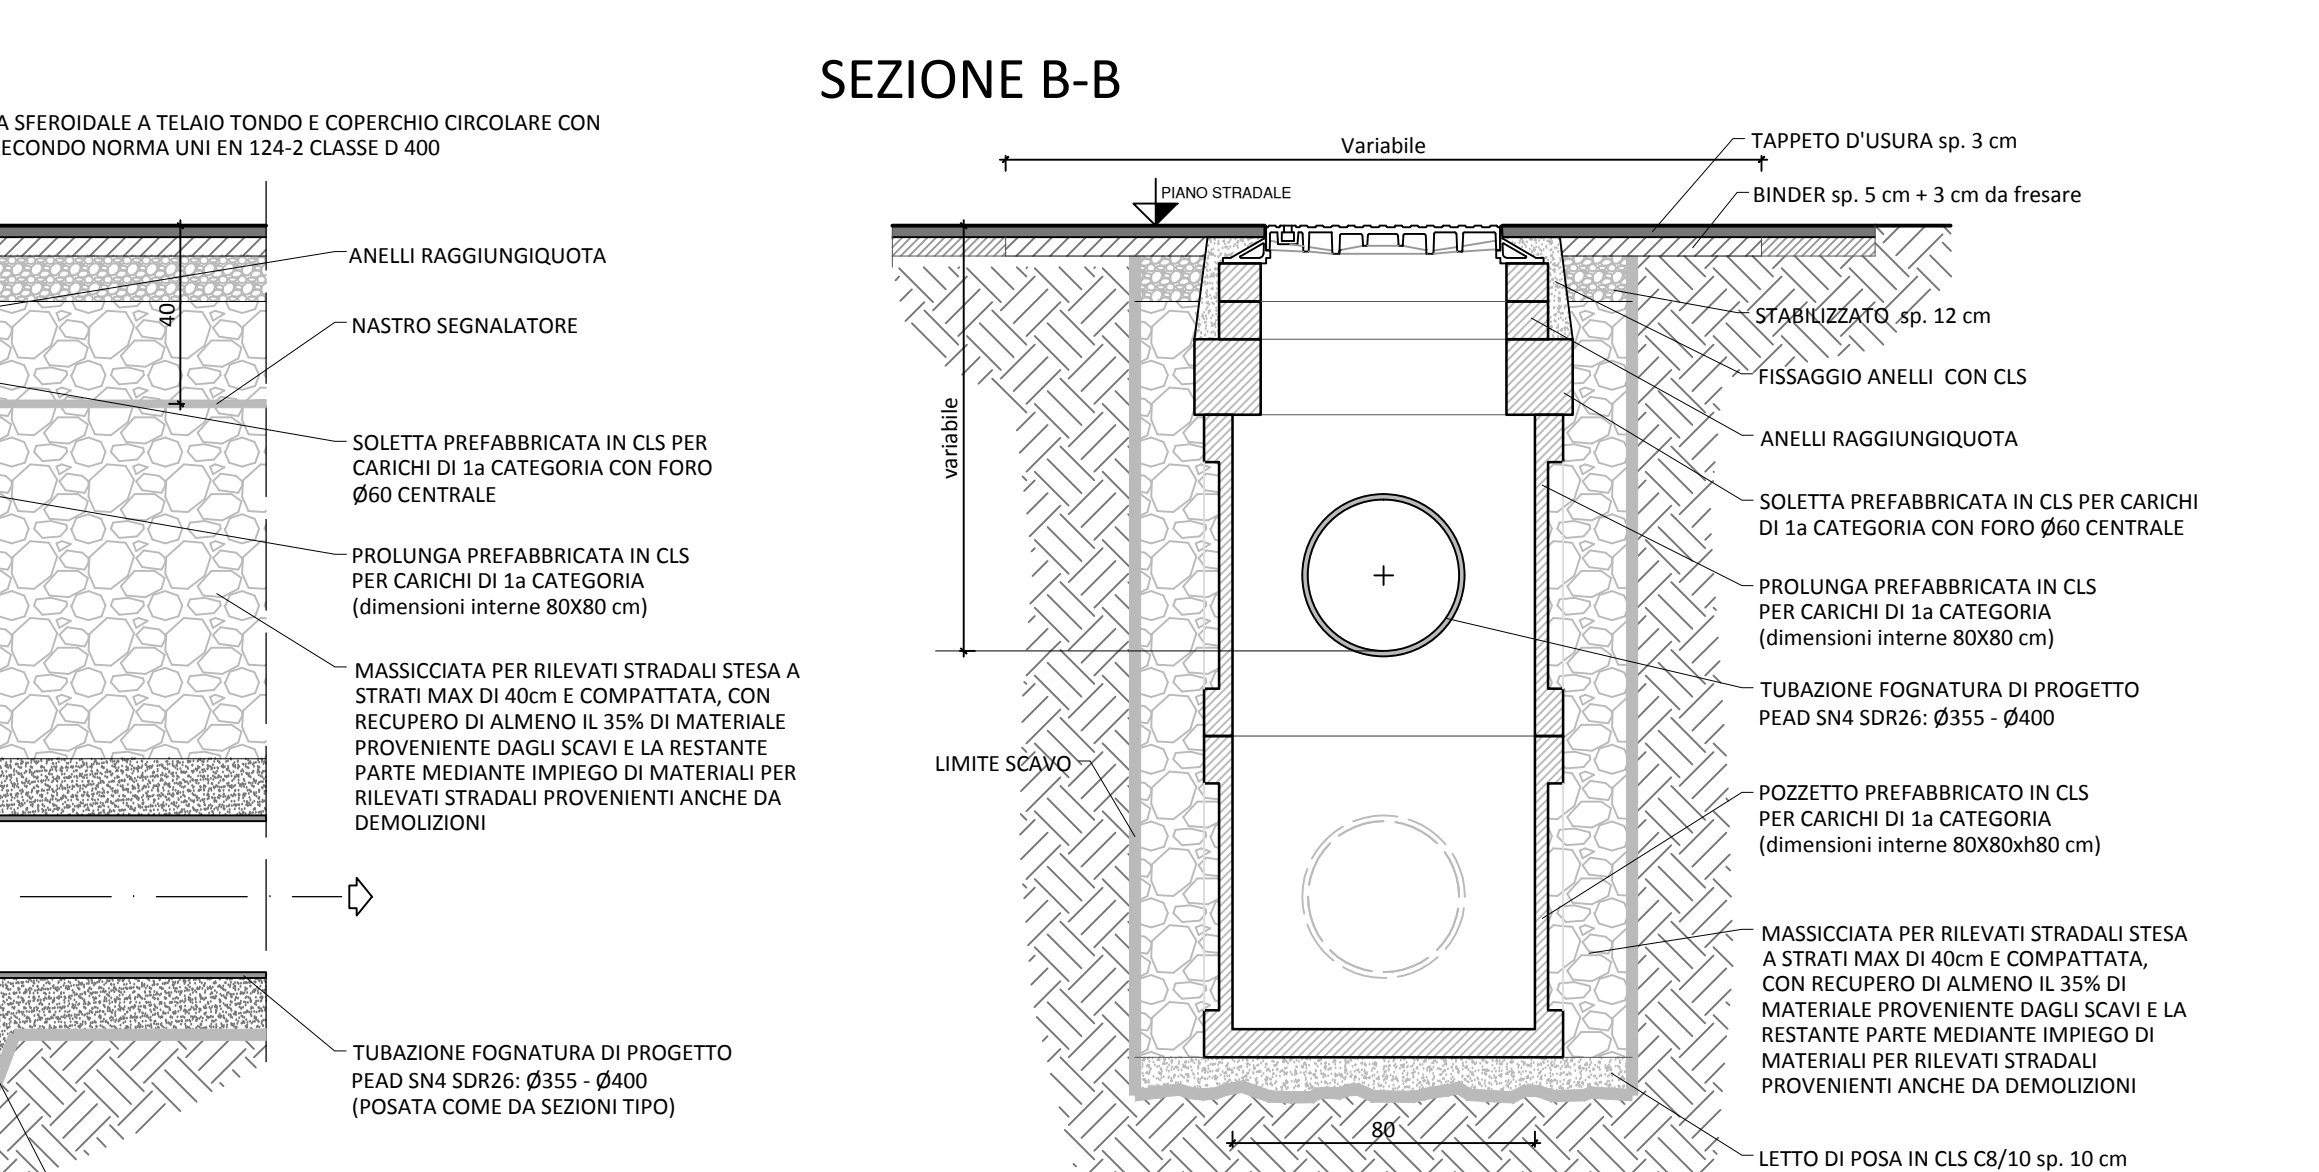 SEZIONE B-B
A SFEROIDALE A TELAIO TONDO E COPERCHIO CIRCOLARE CON
ECONDO NORMA UNI EN 124-2 CLASSE D 400
40
ANELLI RAGGIUNGIQUOTA
NASTRO SEGNALATORE
SOLETTA PREFABBRICATA IN CLS PER
CARICHI DI 1a CATEGORIA CON FORO
Ø60 CENTRALE
PROLUNGA PREFABBRICATA IN CLS
PER CARICHI DI 1a CATEGORIA
(dimensioni interne 80X80 cm)
MASSICCIATA PER RILEVATI STRADALI STESA A
STRATI MAX DI 40cm E COMPATTATA, CON
RECUPERO DI ALMENO IL 35% DI MATERIALE
PROVENIENTE DAGLI SCAVI E LA RESTANTE
PARTE MEDIANTE IMPIEGO DI MATERIALI PER
RILEVATI STRADALI PROVENIENTI ANCHE DA
DEMOLIZIONI
TUBAZIONE FOGNATURA DI PROGETTO
PEAD SN4 SDR26: Ø355 - Ø400
(POSATA COME DA SEZIONI TIPO)
Variabile
PIANO STRADALE
variabile
LIMITE SCAVO
80
TAPPETO D'USURA sp. 3 cm
BINDER sp. 5 cm + 3 cm da fresare
STABILIZZATO sp. 12 cm
FISSAGGIO ANELLI CON CLS
ANELLI RAGGIUNGIQUOTA
SOLETTA PREFABBRICATA IN CLS PER CARICHI
DI 1a CATEGORIA CON FORO Ø60 CENTRALE
PROLUNGA PREFABBRICATA IN CLS
PER CARICHI DI 1a CATEGORIA
(dimensioni interne 80X80 cm)
TUBAZIONE FOGNATURA DI PROGETTO
PEAD SN4 SDR26: Ø355 - Ø400
POZZETTO PREFABBRICATO IN CLS
PER CARICHI DI 1a CATEGORIA
(dimensioni interne 80X80xh80 cm)
MASSICCIATA PER RILEVATI STRADALI STESA
A STRATI MAX DI 40cm E COMPATTATA,
CON RECUPERO DI ALMENO IL 35% DI
MATERIALE PROVENIENTE DAGLI SCAVI E LA
RESTANTE PARTE MEDIANTE IMPIEGO DI
MATERIALI PER RILEVATI STRADALI
PROVENIENTI ANCHE DA DEMOLIZIONI
LETTO DI POSA IN CLS C8/10 sp. 10 cm